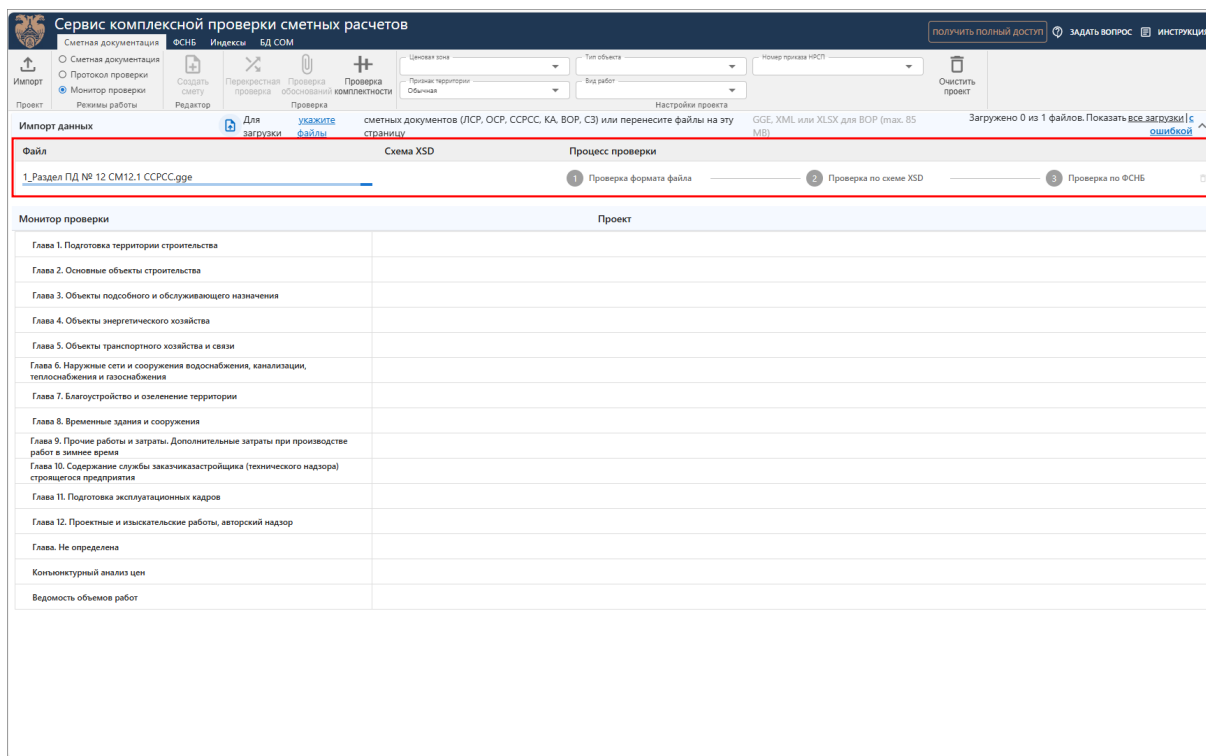 Сервис комплексной проверки сметных расчетов
ПОЛУЧИТЬ ПОЛНЫЙ ДОСТУП ЗАДАТЬ ВОПРОС ИНСТРУКЦИЯ
Сметная документация ФСНБ Индексы БД СОМ
Импорт
Проект
Сметная документация
Протокол проверки
Монитор проверки
Режимы работы
Создать смету
Редактор
Перекрестная проверка
Проверка обоснований
Проверка комплектности
Проверка
Ценовая зона
Тип объекта
Номер приказа НРСП
Признак территории
Обычная
Вид работ
Настройки проекта
Очистить проект
Импорт данных
Для загрузки
укажите файлы
сметных документов (ЛСР, ОСР, ССРСС, КА, ВОР, СЗ) или перенесите файлы на эту
страницу
GGE, XML или XLSX для ВОР (max. 85
MB)
Загружено 0 из 1 файлов. Показать все загрузки|с
ошибкой
Файл Схема XSD Процесс проверки
1_Раздел ПД № 12 СМ12.1 ССРСС.gge 1 Проверка формата файла 2 Проверка по схеме XSD 3 Проверка по ФСНБ
Монитор проверки Проект
Глава 1. Подготовка территории строительства
Глава 2. Основные объекты строительства
Глава 3. Объекты подсобного и обслуживающего назначения
Глава 4. Объекты энергетического хозяйства
Глава 5. Объекты транспортного хозяйства и связи
Глава 6. Наружные сети и сооружения водоснабжения, канализации,
теплоснабжения и газоснабжения
Глава 7. Благоустройство и озеленение территории
Глава 8. Временные здания и сооружения
Глава 9. Прочие работы и затраты. Дополнительные затраты при производстве
работ в зимнее время
Глава 10. Содержание службы заказчиказастройщика (технического надзора)
строящегося предприятия
Глава 11. Подготовка эксплуатационных кадров
Глава 12. Проектные и изыскательские работы, авторский надзор
Глава. Не определена
Конъюнктурный анализ цен
Ведомость объемов работ